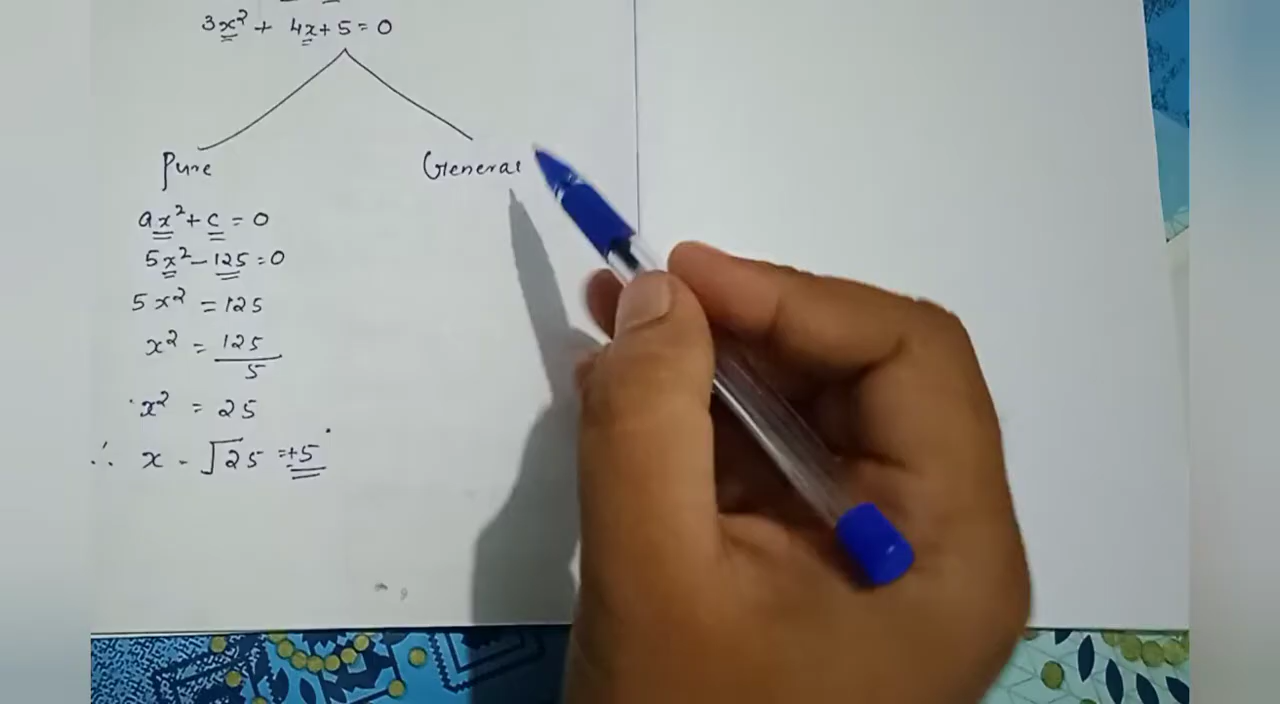 3x² + 4x+5=0
Pure
General
ax²+c=0
5x²-125=0
5x²=125
x²=125/5
x²=25
∴ x - √25 =±5